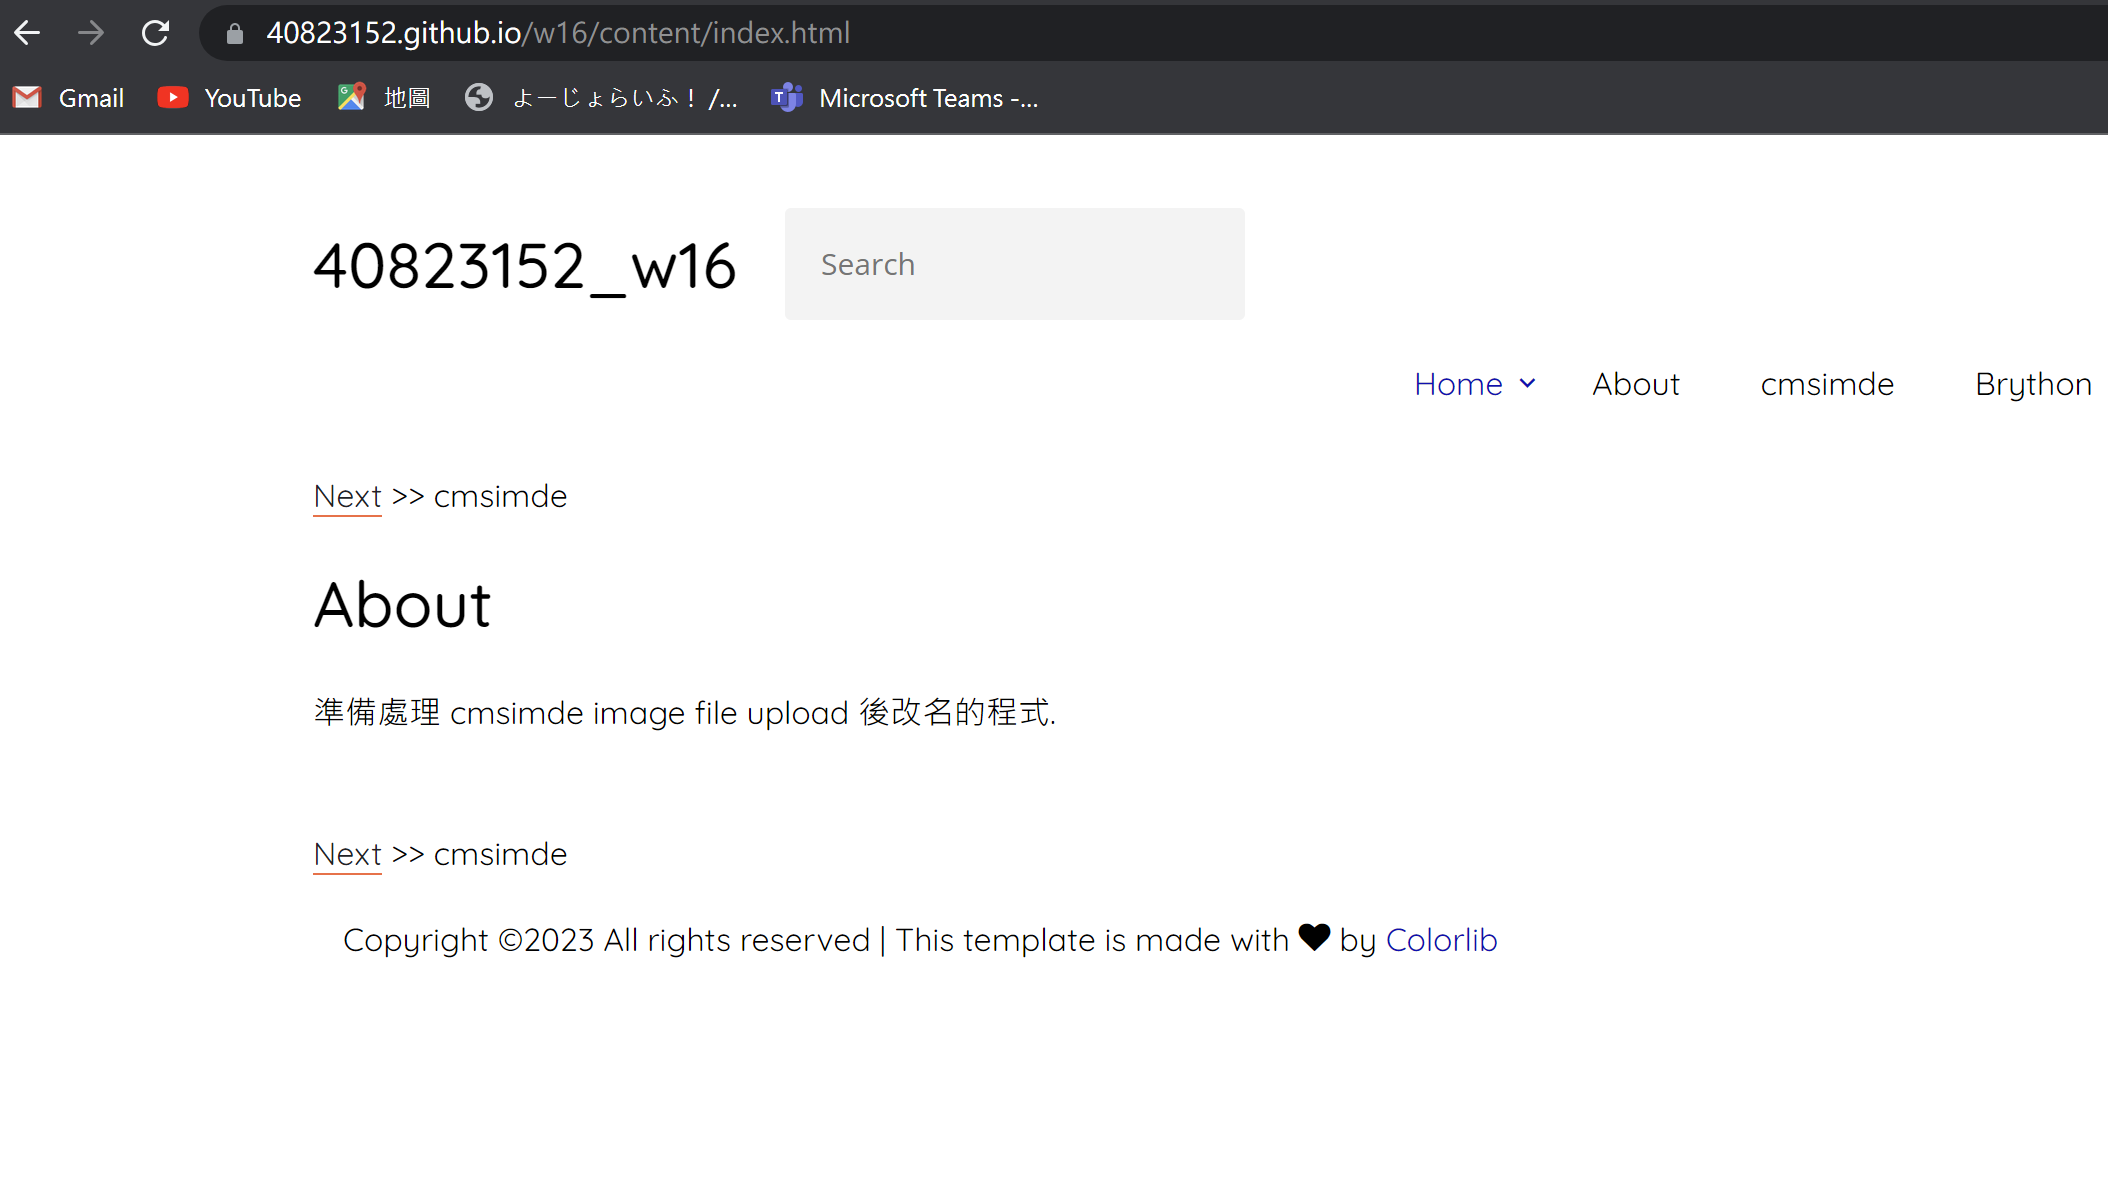 40823152.github.io/w16/content/index.html
Gmail YouTube 地圖 よーじょらいふ！/... Microsoft Teams -...
40823152_w16 Search
Home About cmsimde Brython
Next >> cmsimde
About
準備處理 cmsimde image file upload 後改名的程式.
Next >> cmsimde
Copyright ©2023 All rights reserved | This template is made with ♥ by Colorlib